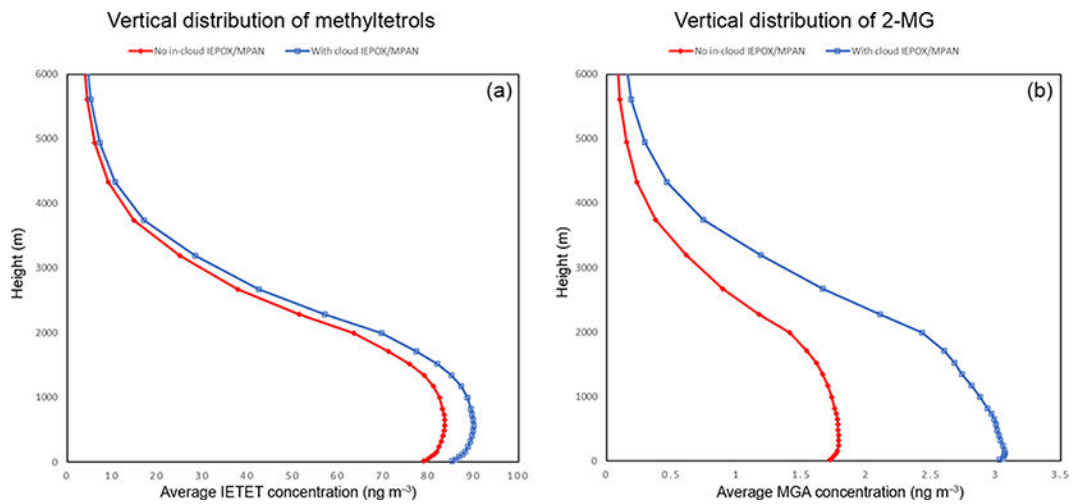 Vertical distribution of methyltetrols
No in-cloud IEPOX/MPAN With cloud IEPOX/MPAN
(a)
6000
5000
4000
3000
2000
1000
0
Height (m)
0 10 20 30 40 50 60 70 80 90 100
Average IETET concentration (ng m⁻³)
Vertical distribution of 2-MG
No in-cloud IEPOX/MPAN With cloud IEPOX/MPAN
(b)
6000
5000
4000
3000
2000
1000
0
Height (m)
0 0.5 1 1.5 2 2.5 3 3.5
Average MGA concentration (ng m⁻³)